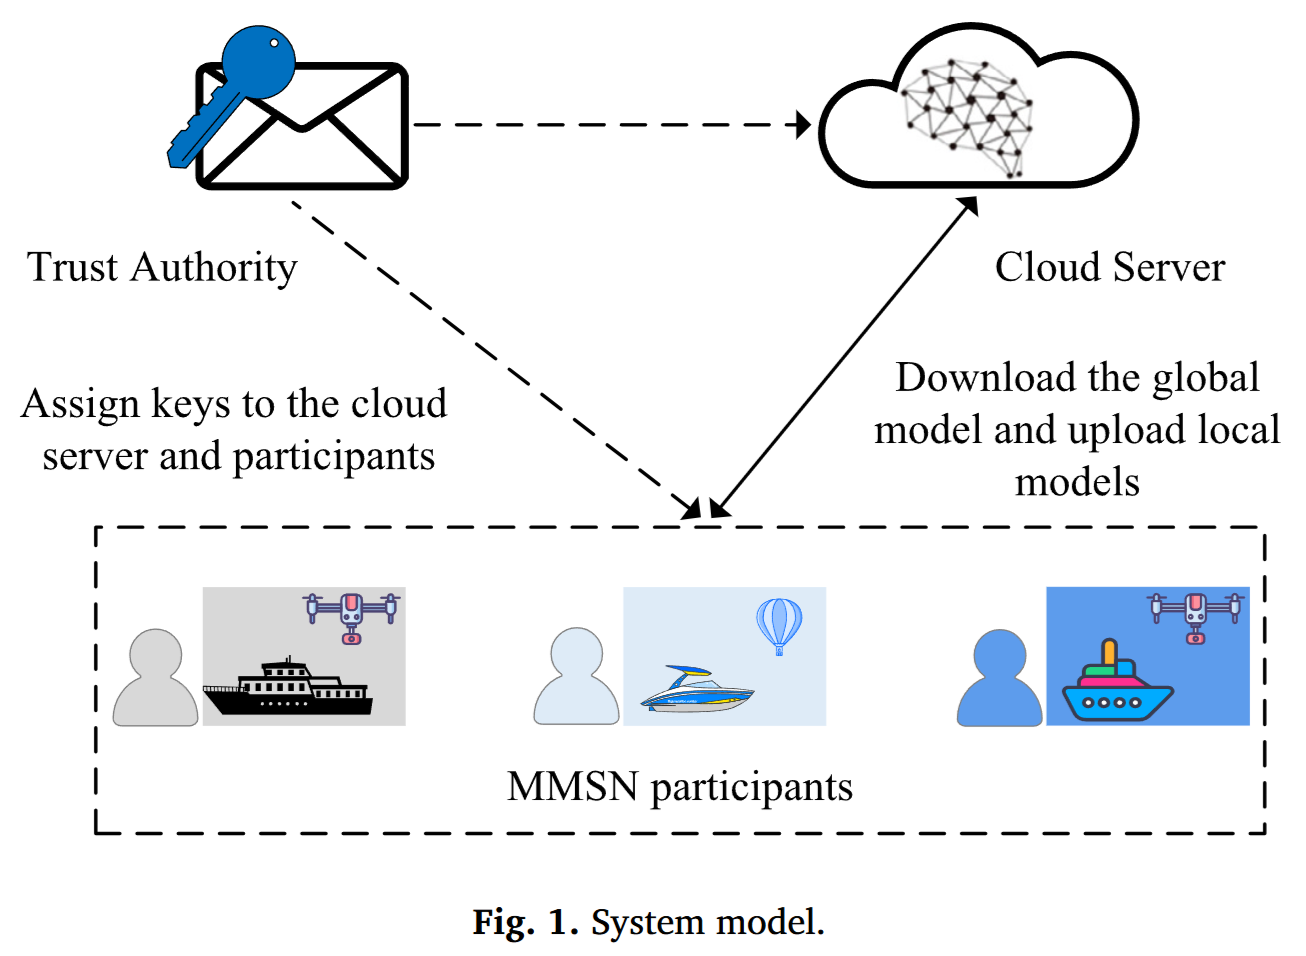 Trust Authority
Cloud Server
Assign keys to the cloud
server and participants
Download the global
model and upload local
models
MMSN participants
Fig. 1. System model.